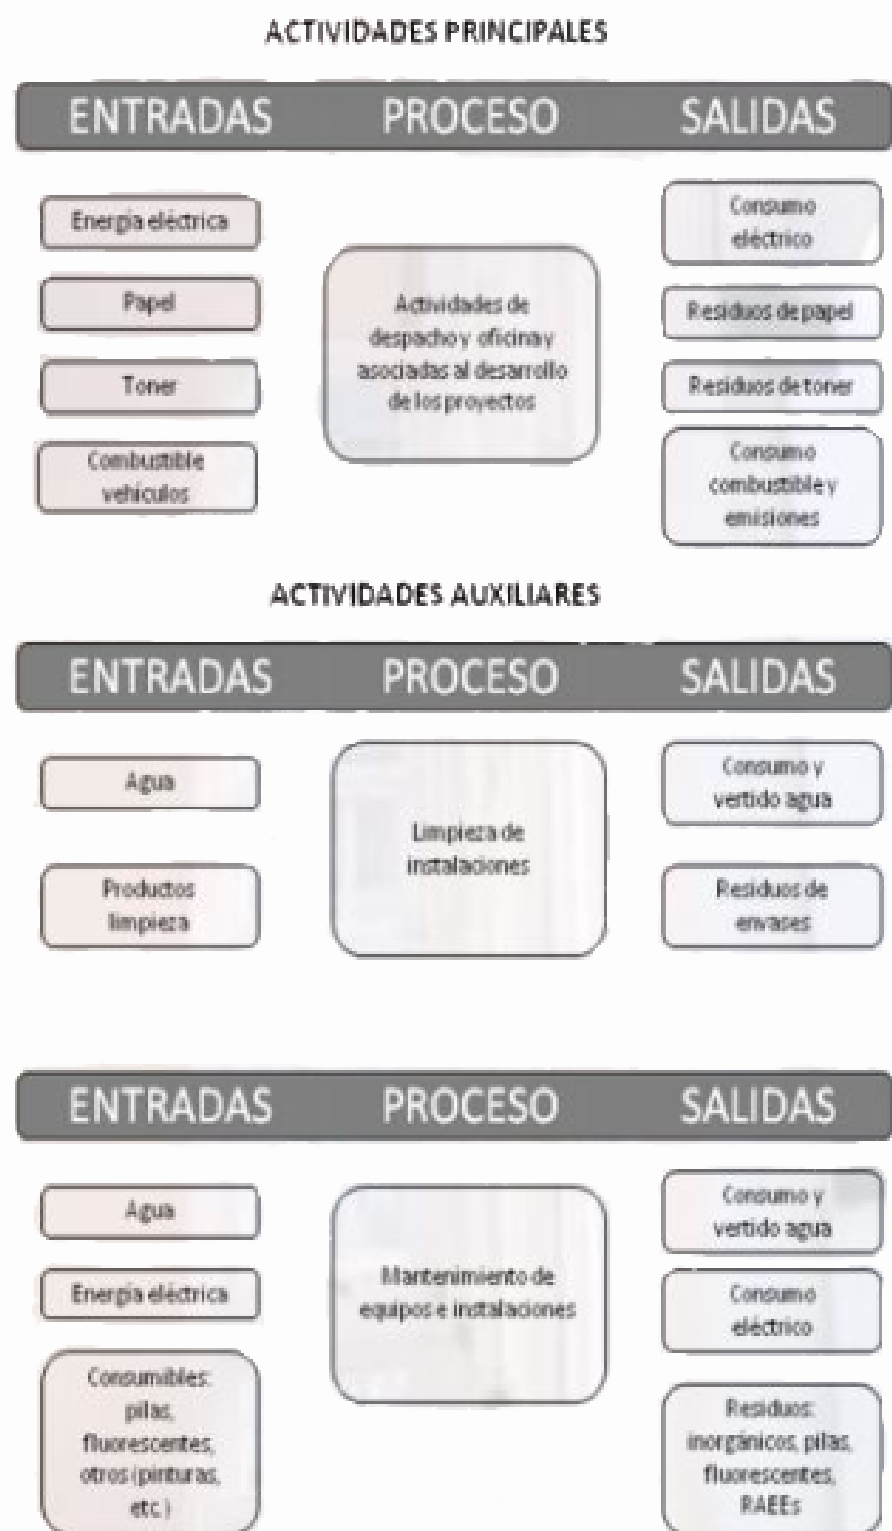 ACTIVIDADES PRINCIPALES
ENTRADAS PROCESO SALIDAS
Energía eléctrica
Papel
Toner
Combustible
vehículos
Actividades de
despacho y oficina y
asociadas al desarrollo
de los proyectos
Consumo
eléctrico
Residuos de papel
Residuos de toner
Consumo
combustible y
emisiones
ACTIVIDADES AUXILIARES
ENTRADAS PROCESO SALIDAS
Agua
Productos
limpieza
Limpieza de
instalaciones
Consumo y
vertido agua
Residuos de
envases
ENTRADAS PROCESO SALIDAS
Agua
Energía eléctrica
Consumibles:
pilas,
fluorescentes,
otros (pinturas,
etc.)
Mantenimiento de
equipos e instalaciones
Consumo y
vertido agua
Consumo
eléctrico
Residuos:
inorgánicos, pilas,
fluorescentes,
RAEEs